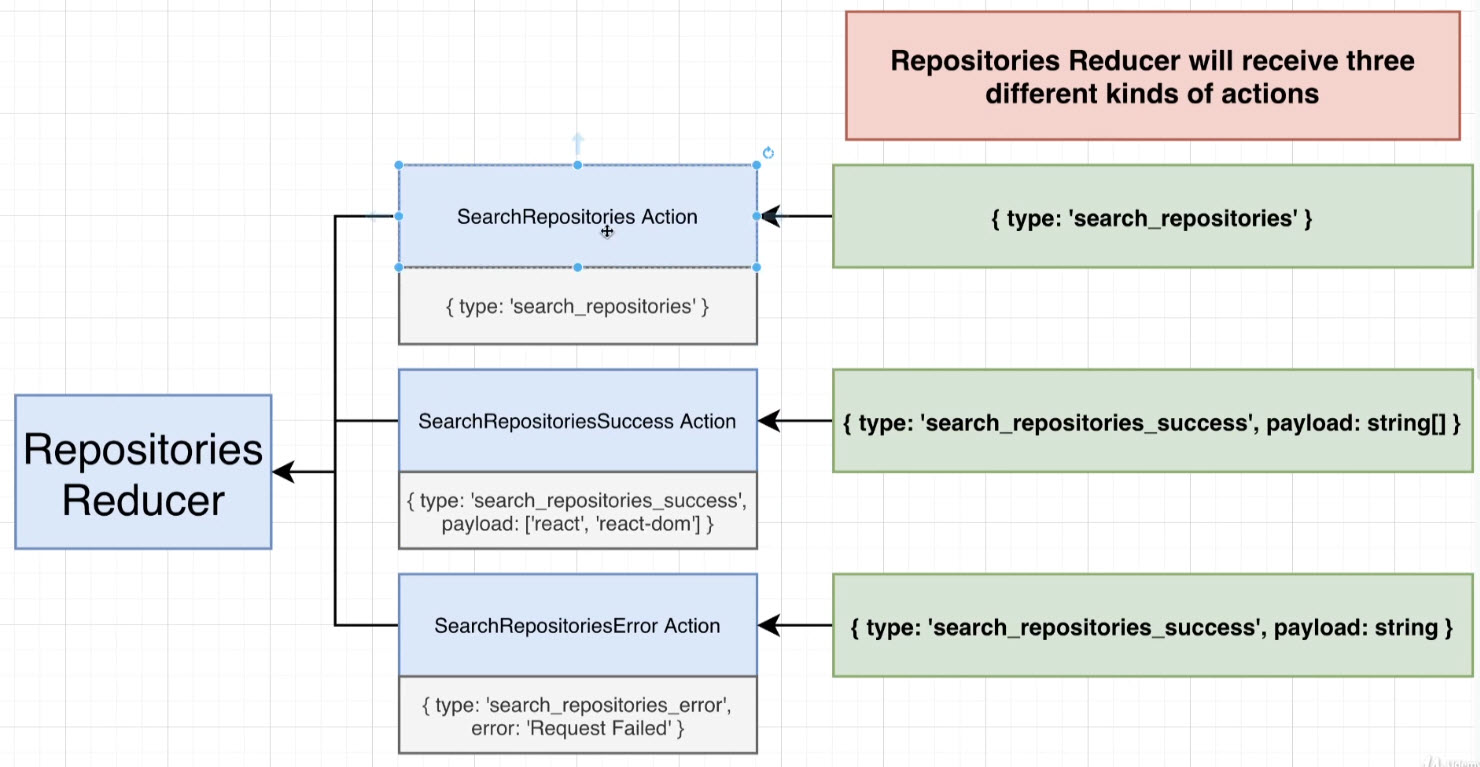 Repositories Reducer will receive three
different kinds of actions
SearchRepositories Action
{ type: 'search_repositories' }
{ type: 'search_repositories' }
SearchRepositoriesSuccess Action
{ type: 'search_repositories_success', payload: string[] }
{ type: 'search_repositories_success',
payload: ['react', 'react-dom'] }
Repositories
Reducer
SearchRepositoriesError Action
{ type: 'search_repositories_success', payload: string }
{ type: 'search_repositories_error',
error: 'Request Failed' }